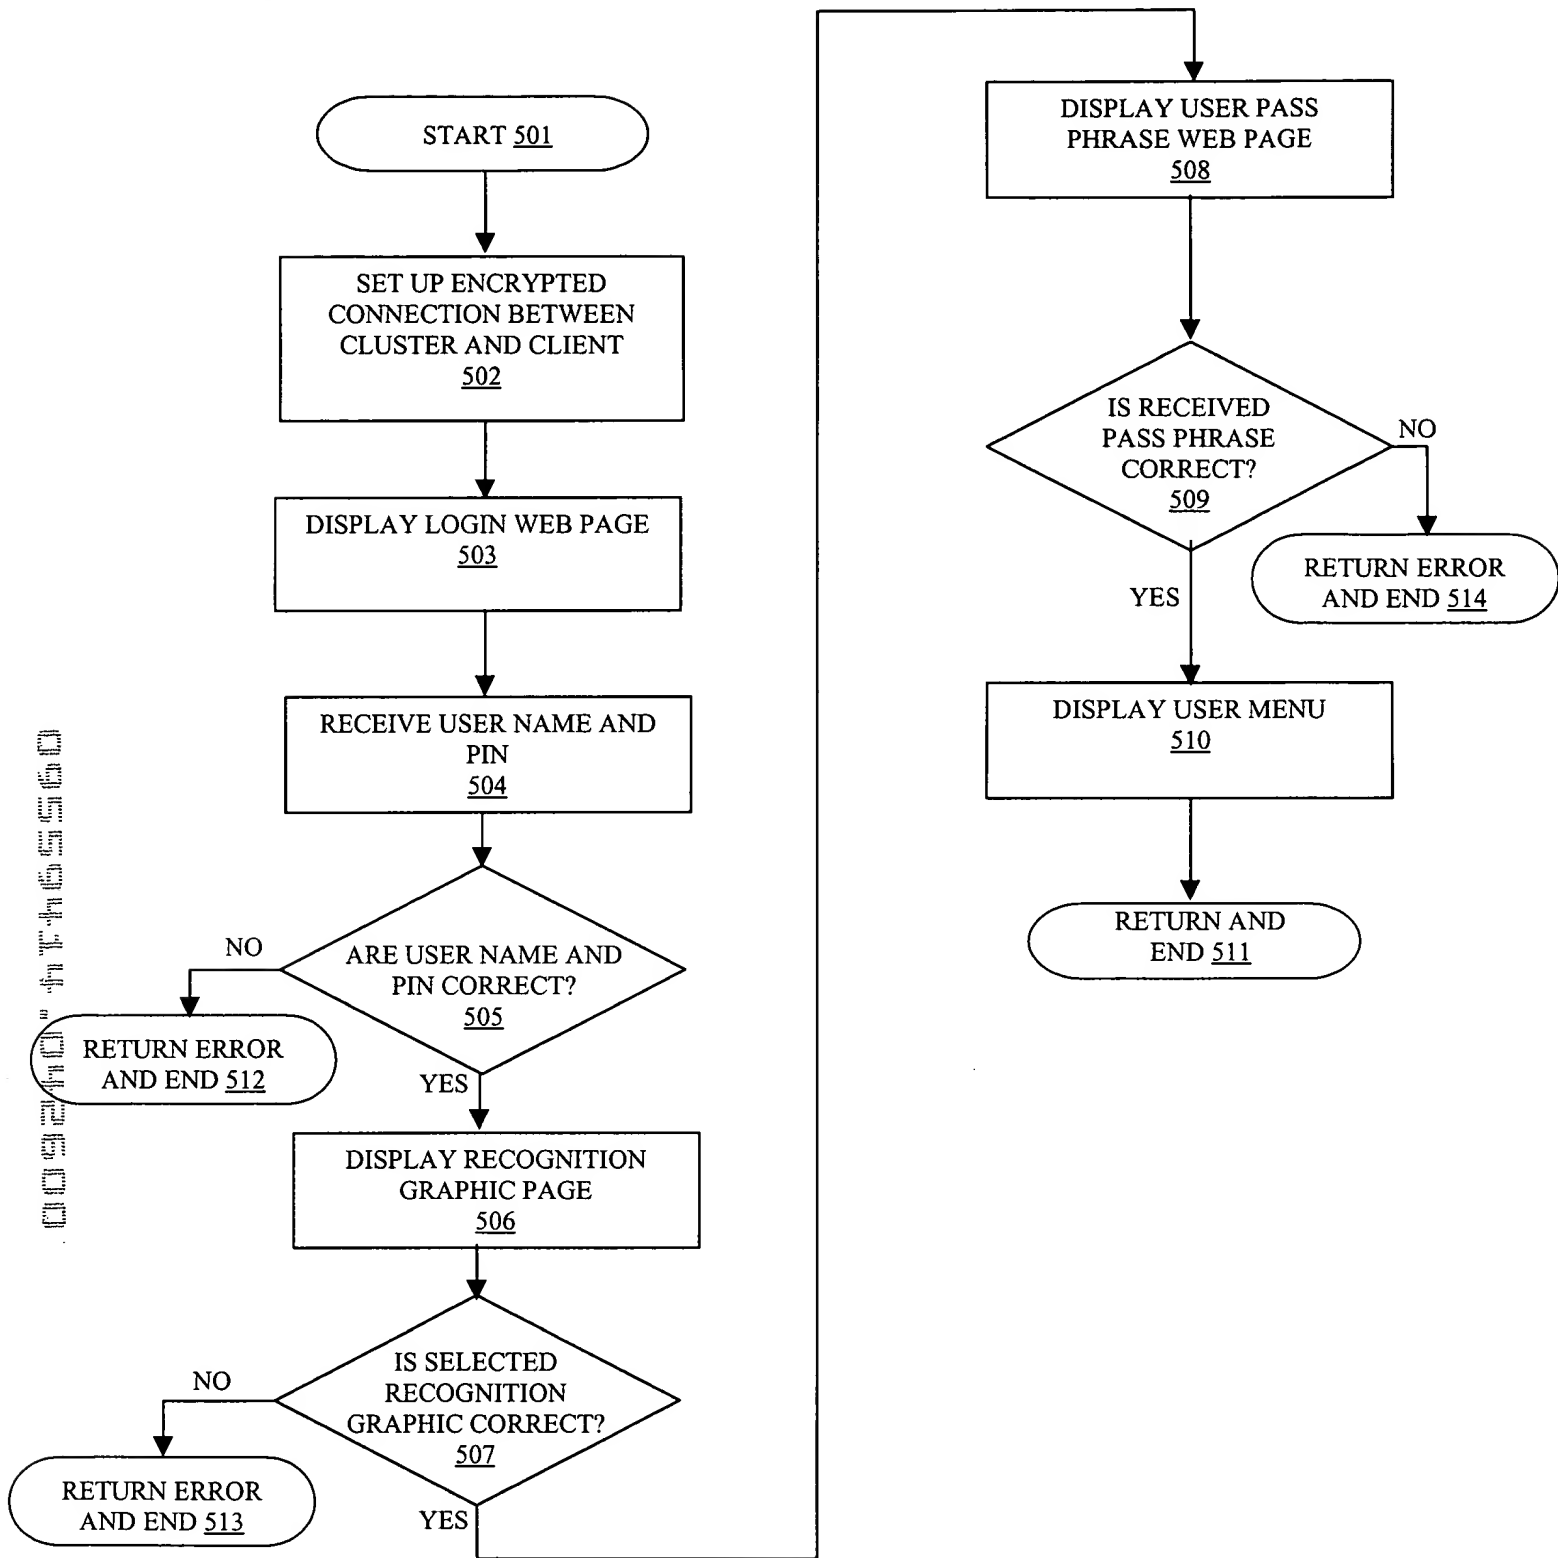 START 501
SET UP ENCRYPTED
CONNECTION BETWEEN
CLUSTER AND CLIENT
502
DISPLAY LOGIN WEB PAGE
503
RECEIVE USER NAME AND
PIN
504
ARE USER NAME AND
PIN CORRECT?
505
NO
RETURN ERROR
AND END 512
YES
DISPLAY RECOGNITION
GRAPHIC PAGE
506
IS SELECTED
RECOGNITION
GRAPHIC CORRECT?
507
NO
RETURN ERROR
AND END 513
YES
DISPLAY USER PASS
PHRASE WEB PAGE
508
IS RECEIVED
PASS PHRASE
CORRECT?
509
NO
RETURN ERROR
AND END 514
YES
DISPLAY USER MENU
510
RETURN AND
END 511
09559414.042600